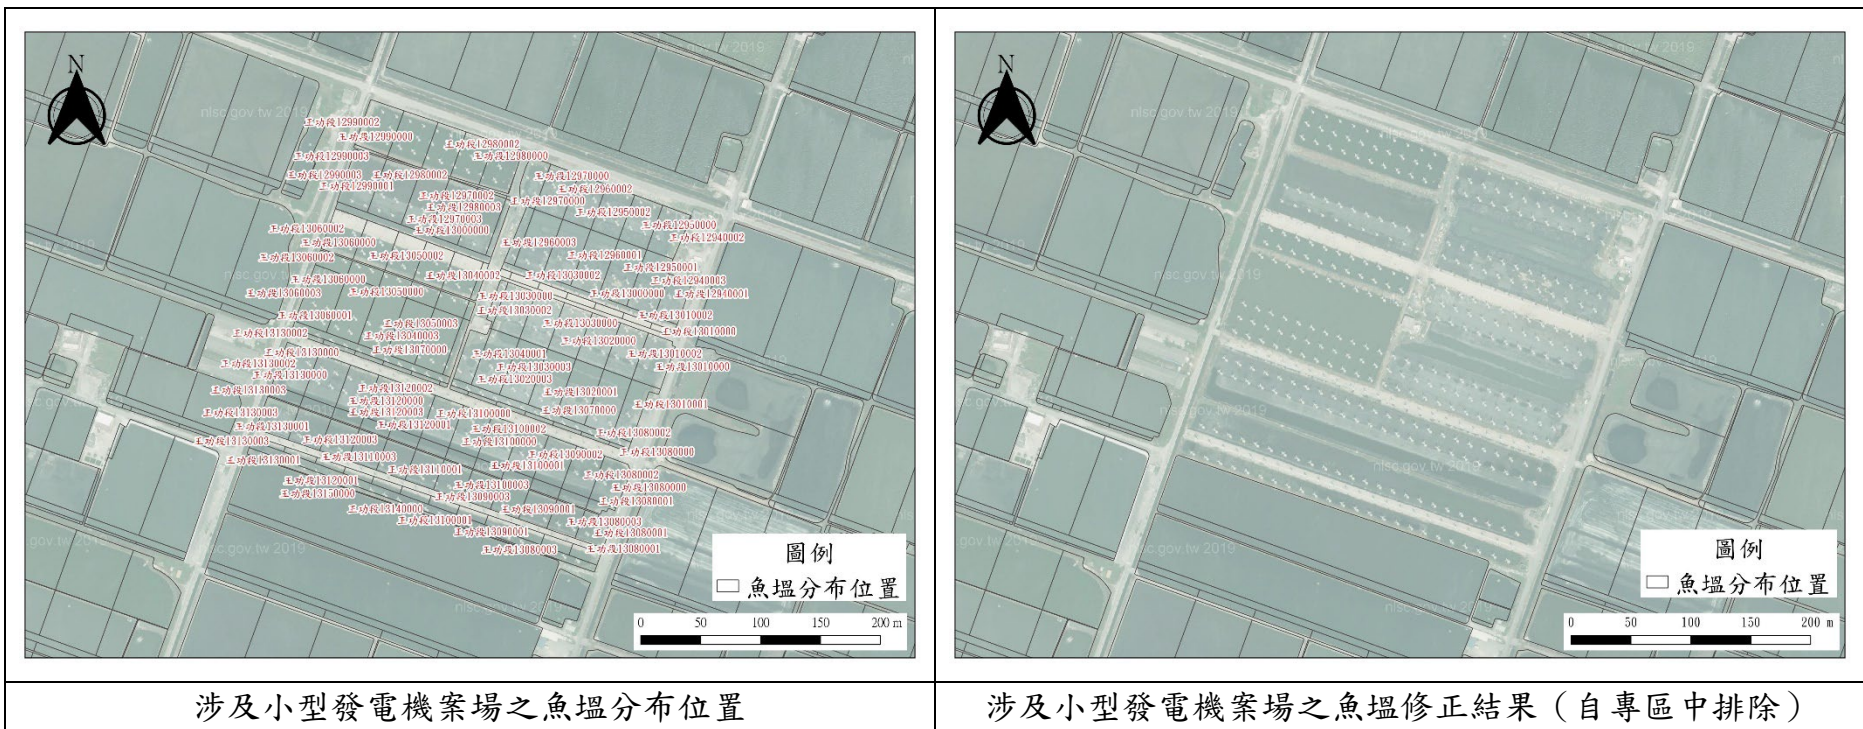 N
nlsc.gov.tw 2019
王功段12990002
王功段12990000
王功段12980002
王功段12980000
王功段12990003
王功段12990003
王功段12980002
王功段12990001
王功段12970000
王功段12960002
王功段12970002
王功段12970000
王功段12980003
王功段12950002
王功段12970003
王功段13000000
王功段12950000
王功段12940002
王功段13060002
王功段13060000
王功段12960003
王功段13060002
王功段13050002
王功段12960001
王功段12950001
王功段13040002
王功段13030002
王功段13060000
王功段12940003
王功段13060003
王功段13050000
王功段13030000
王功段13000000
王功段12940001
王功段13030002
王功段13060001
王功段13010002
王功段13050003
王功段13030000
王功段13130002
王功段13040003
王功段13010000
王功段13020000
王功段13130000
王功段13070000
王功段13040001
王功段13010002
王功段13130002
王功段13030003
王功段13010000
王功段13130000
王功段13020003
王功段13130003
王功段13120002
王功段13020001
王功段13120000
王功段13010001
王功段13130003
王功段13120003
王功段13100000
王功段13070000
王功段13130001
王功段13120001
王功段13100002
王功段13080002
王功段13130003
王功段13120003
王功段13100000
王功段13080000
王功段13130001
王功段13110003
王功段13090002
王功段13110001
王功段13100001
王功段13080002
王功段13120001
王功段13100003
王功段13080000
王功段13150000
王功段13090003
王功段13080001
王功段13140000
王功段13090001
王功段13100001
王功段13080003
王功段13090001
王功段13080001
王功段13080003
王功段13080001
圖例
魚塭分布位置
0 50 100 150 200 m
涉及小型發電機案場之魚塭分布位置
N
nlsc.gov.tw 2019
圖例
魚塭分布位置
0 50 100 150 200 m
涉及小型發電機案場之魚塭修正結果（自專區中排除）